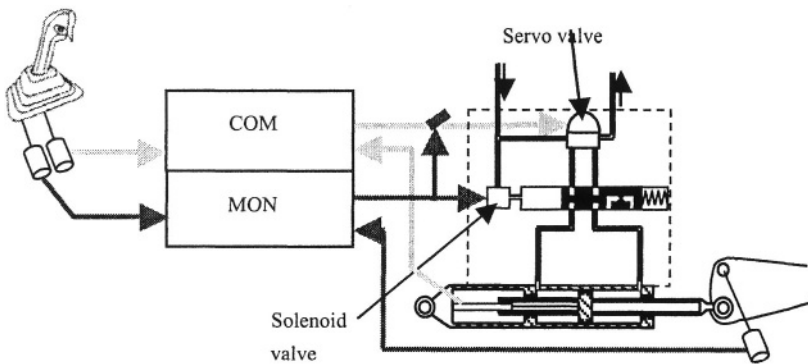 Servo valve
COM
MON
Solenoid
valve